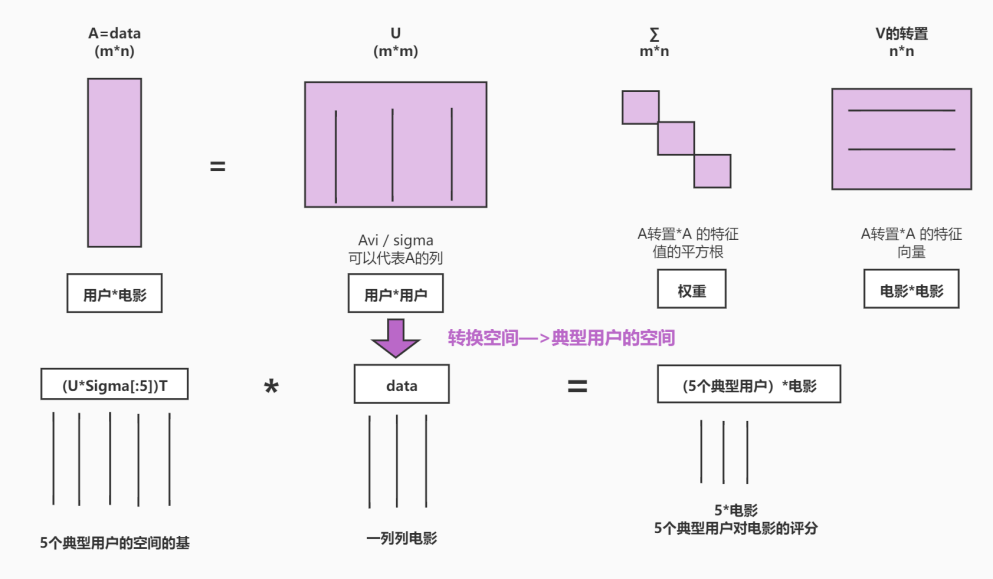 A=data
(m*n)
U
(m*m)
∑
m*n
V的转置
n*n
=
Avi / sigma
可以代表A的列
A转置*A 的特征
值的平方根
A转置*A 的特征
向量
用户*电影
用户*用户
权重
电影*电影
转换空间—>典型用户的空间
(U*Sigma[:5])T
*
data
=
(5个典型用户）*电影
5个典型用户的空间的基
一列列电影
5*电影
5个典型用户对电影的评分